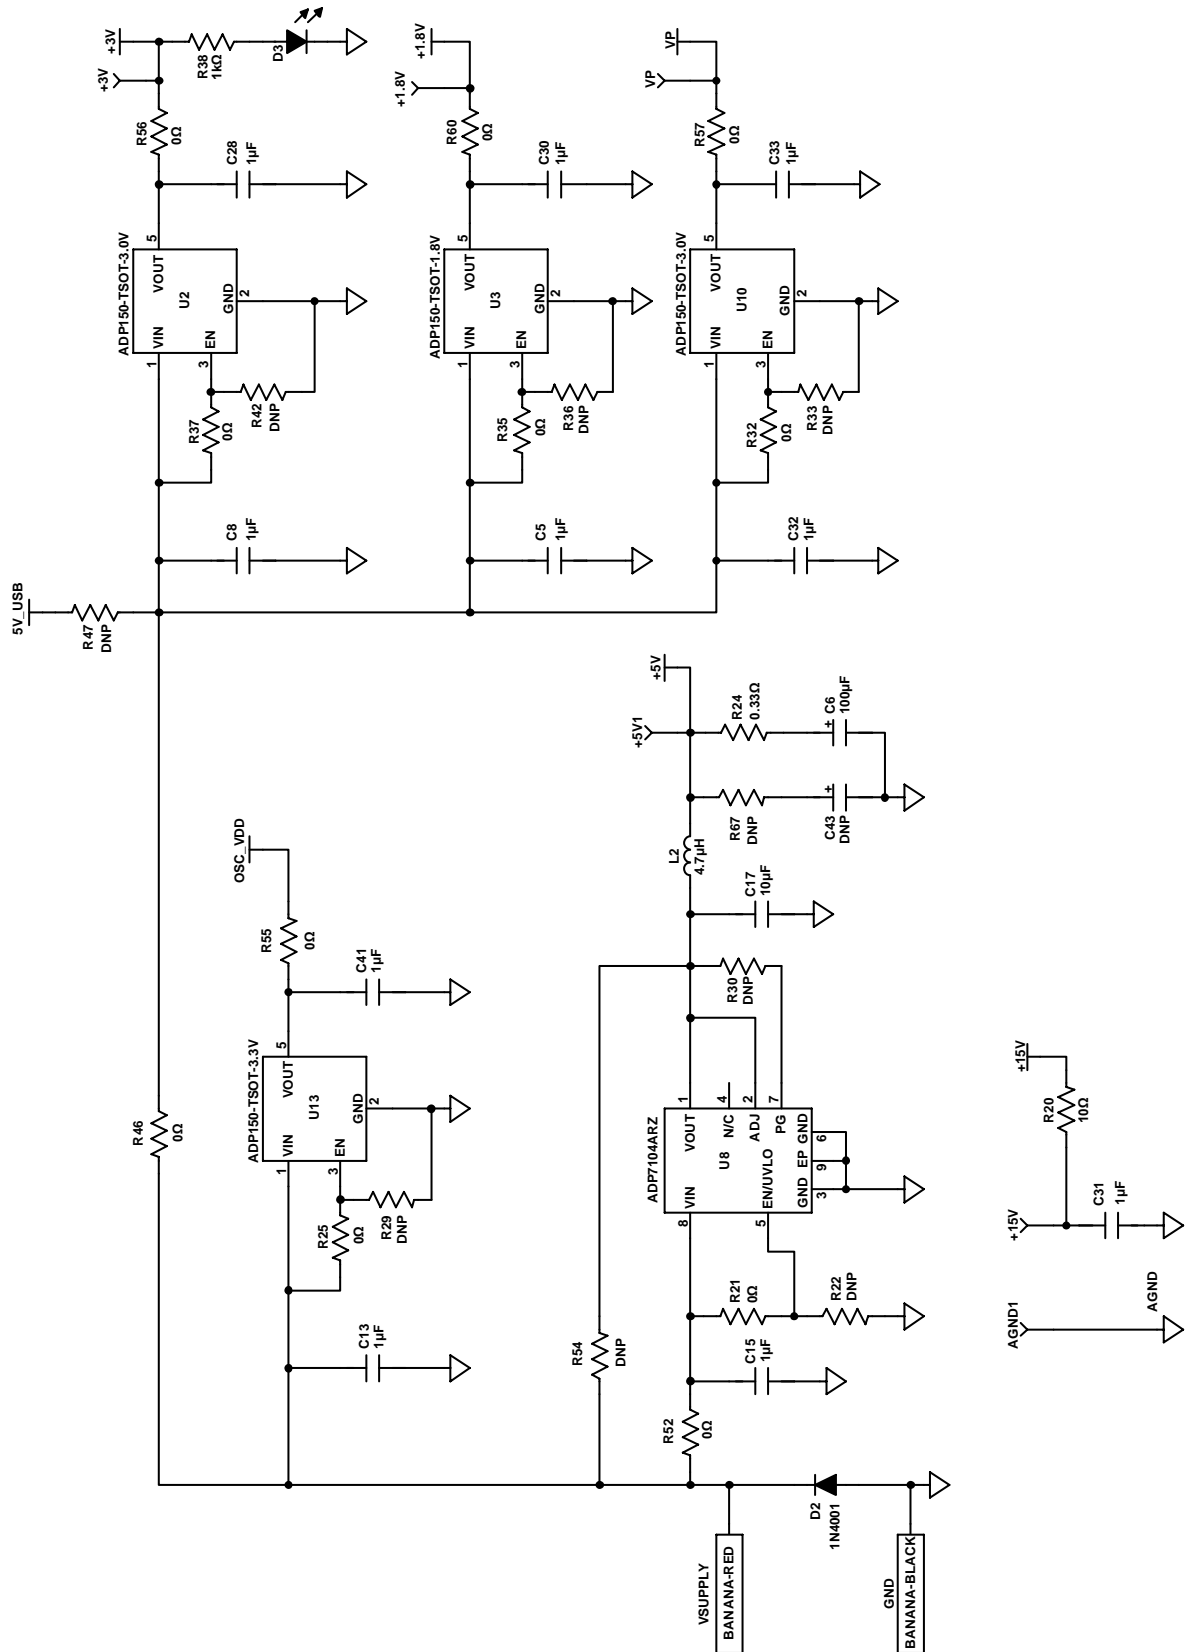 +3V
+3V
R38
1kΩ
D3
R56
0Ω
C28
1µF
ADP150-TSOT-3.0V
5
VOUT
U2
VIN
GND
2
EN
1
3
R37
0Ω
R42
DNP
C8
1µF
+1.8V
+1.8V
R60
0Ω
C30
1µF
ADP150-TSOT-1.8V
5
VOUT
U3
VIN
GND
2
EN
1
3
R35
0Ω
R36
DNP
C5
1µF
VP
VP
R57
0Ω
C33
1µF
ADP150-TSOT-3.0V
5
VOUT
U10
VIN
GND
2
EN
1
3
R32
0Ω
R33
DNP
C32
1µF
5V_USB
R47
DNP
R46
0Ω
OSC_VDD
R55
0Ω
C41
1µF
ADP150-TSOT-3.3V
5
VOUT
U13
VIN
GND
2
EN
1
3
R25
0Ω
R29
DNP
C13
1µF
+5V
+5V1
R24
0.33Ω
C6
+
100µF
R67
DNP
C43
+
DNP
L2
4.7µH
C17
10µF
R30
DNP
ADP7104ARZ
1
4
2
7
VOUT
N/C
ADJ
PG
U8
VIN
EN/UVLO
GND
EP
GND
6
9
3
8
5
R54
DNP
R21
0Ω
R22
DNP
C15
1µF
R52
0Ω
VSUPPLY
BANANA-RED
D2
1N4001
GND
BANANA-BLACK
+15V
R20
10Ω
+15V
C31
1µF
AGND1
AGND